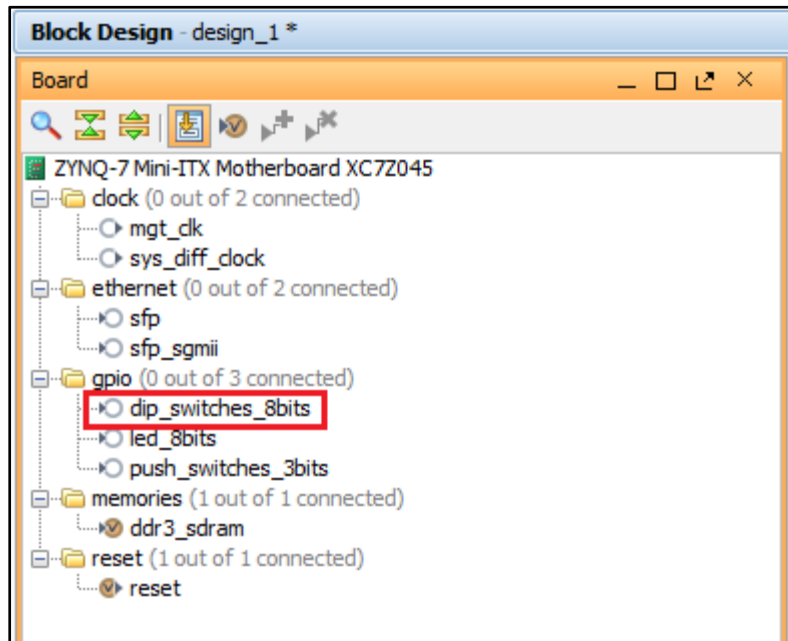 Block Design - design_1 *
Board
ZYNQ-7 Mini-ITX Motherboard XC7Z045
clock (0 out of 2 connected)
mgt_clk
sys_diff_clock
ethernet (0 out of 2 connected)
sfp
sfp_sgmii
gpio (0 out of 3 connected)
dip_switches_8bits
led_8bits
push_switches_3bits
memories (1 out of 1 connected)
ddr3_sdram
reset (1 out of 1 connected)
reset